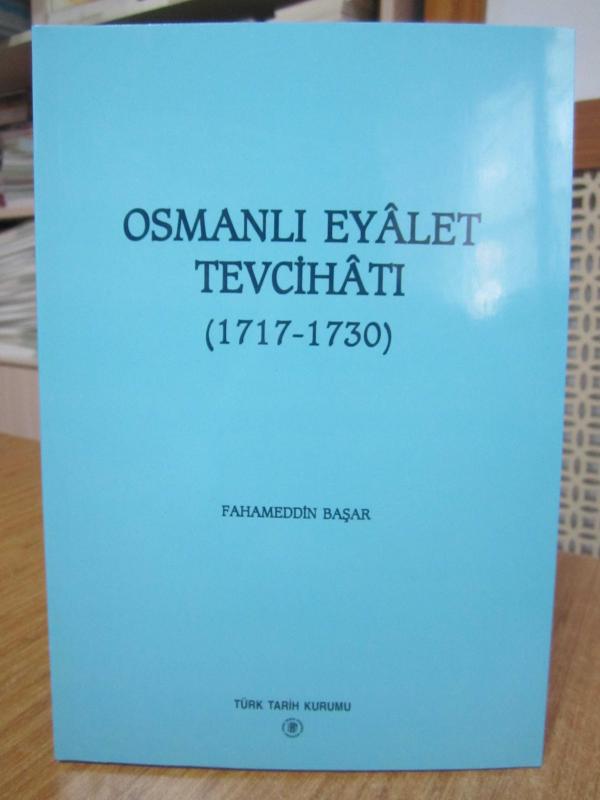 OSMANLI EYÂLET
TEVCİHÂTI
(1717-1730)
FAHAMEDDİN BAŞAR
TÜRK TARİH KURUMU